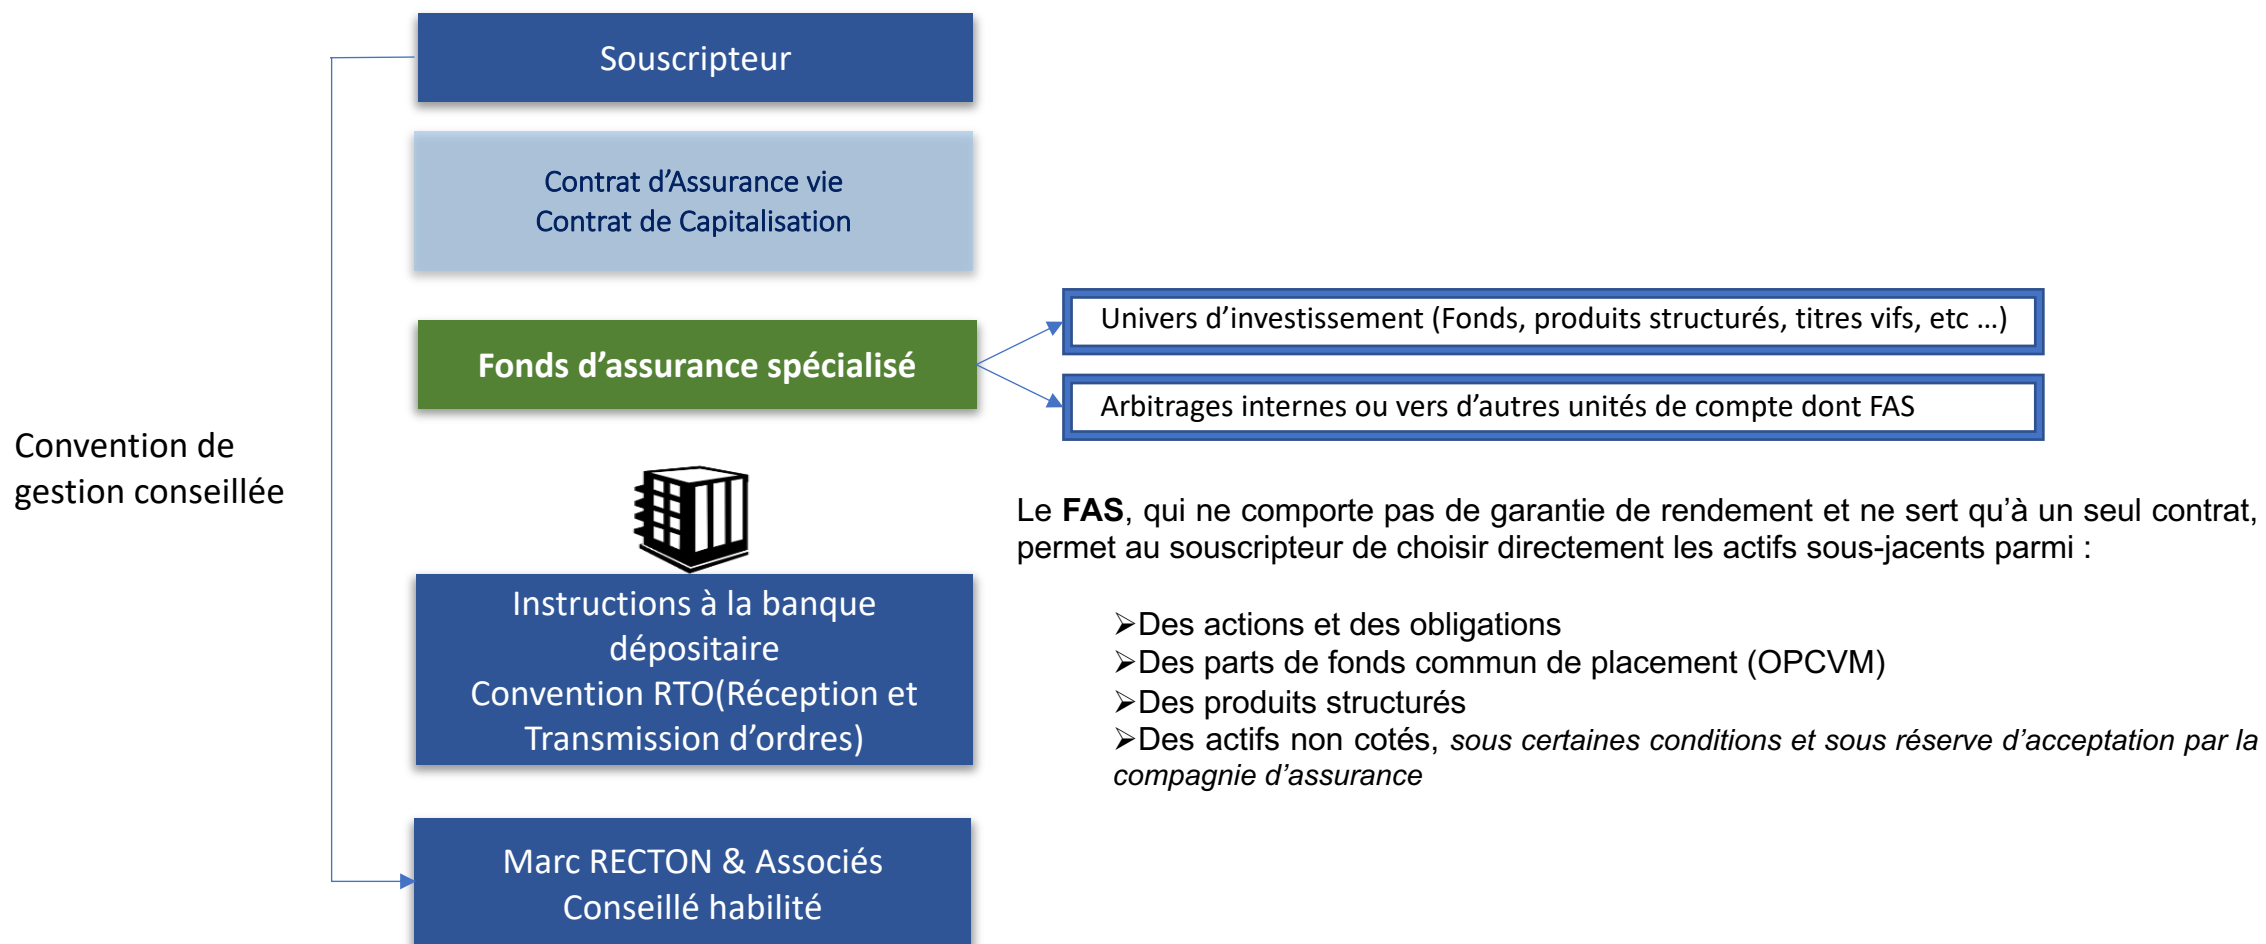 Souscripteur
Contrat d’Assurance vie
Contrat de Capitalisation
Fonds d’assurance spécialisé
Univers d’investissement (Fonds, produits structurés, titres vifs, etc …)
Arbitrages internes ou vers d’autres unités de compte dont FAS
Convention de
gestion conseillée
Le FAS, qui ne comporte pas de garantie de rendement et ne sert qu’à un seul contrat,
permet au souscripteur de choisir directement les actifs sous-jacents parmi :
➢Des actions et des obligations
➢Des parts de fonds commun de placement (OPCVM)
➢Des produits structurés
➢Des actifs non cotés, sous certaines conditions et sous réserve d’acceptation par la
compagnie d’assurance
Instructions à la banque
dépositaire
Convention RTO(Réception et
Transmission d’ordres)
Marc RECTON & Associés
Conseillé habilité